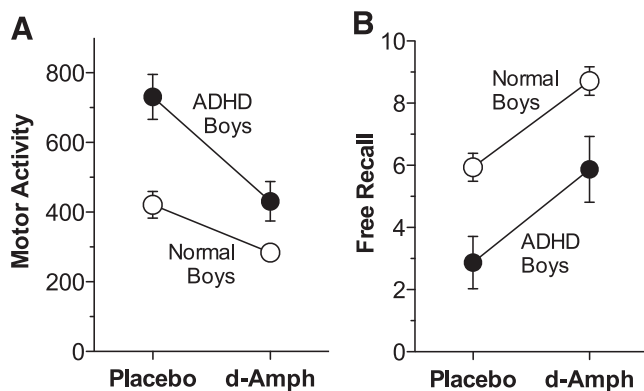 A
Motor Activity
800
600
400
200
0
ADHD
Boys
Normal
Boys
Placebo
d-Amph
B
Free Recall
10
8
6
4
2
0
Normal
Boys
ADHD
Boys
Placebo
d-Amph